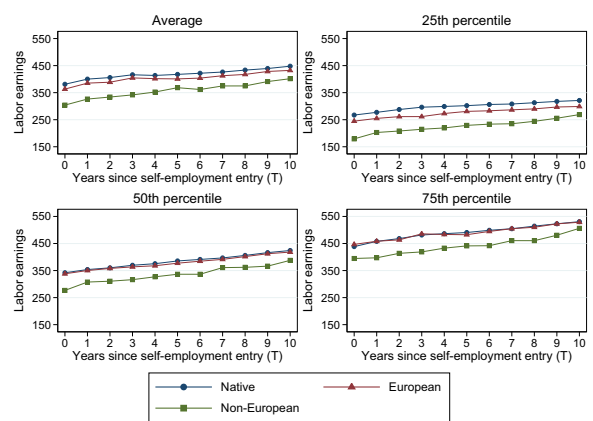 Average
550
450
350
250
150
Labor earnings
0 1 2 3 4 5 6 7 8 9 10
Years since self-employment entry (T)
25th percentile
550
450
350
250
150
Labor earnings
0 1 2 3 4 5 6 7 8 9 10
Years since self-employment entry (T)
50th percentile
550
450
350
250
150
Labor earnings
0 1 2 3 4 5 6 7 8 9 10
Years since self-employment entry (T)
75th percentile
550
450
350
250
150
Labor earnings
0 1 2 3 4 5 6 7 8 9 10
Years since self-employment entry (T)
Native
European
Non-European